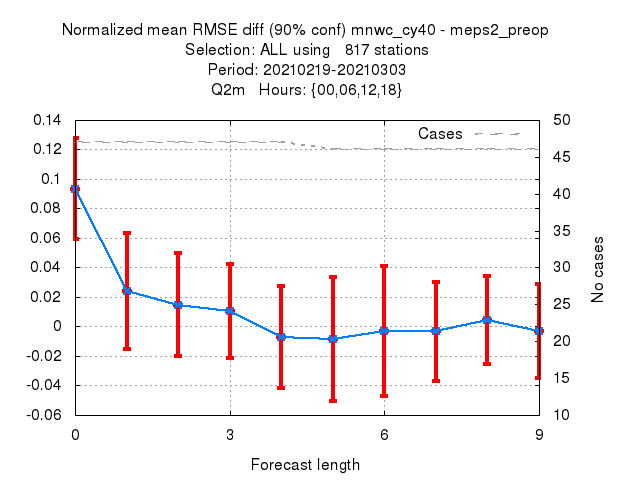 Normalized mean RMSE diff (90% conf) mnwc_cy40 - meps2_preop
Selection: ALL using   817 stations
Period: 20210219-20210303
Q2m   Hours: {00,06,12,18}
0.14
0.12
0.1
0.08
0.06
0.04
0.02
0
-0.02
-0.04
-0.06
Cases
50
45
40
35
30
25
20
15
10
No cases
0 3 6 9
Forecast length